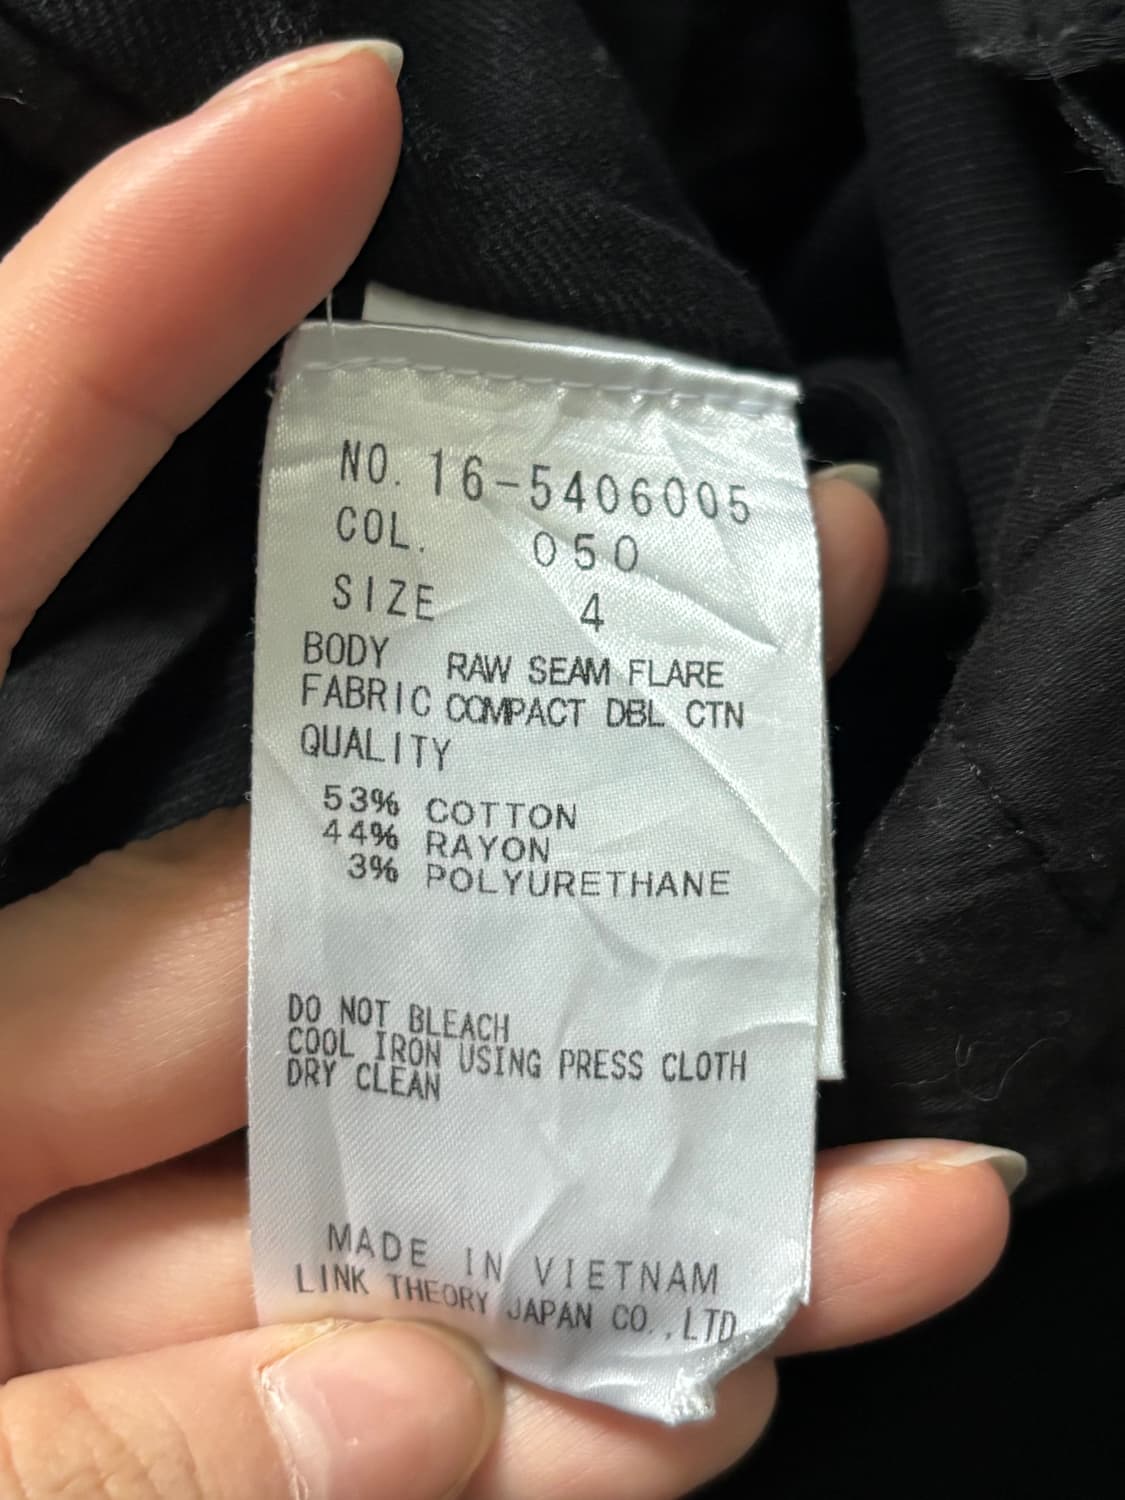 NO. 16-5406005
COL. 050
SIZE 4
BODY RAW SEAM FLARE
FABRIC COMPACT DBL CTN
QUALITY
53% COTTON
44% RAYON
3% POLYURETHANE
DO NOT BLEACH
COOL IRON USING PRESS CLOTH
DRY CLEAN
MADE IN VIETNAM
LINK THEORY JAPAN CO.,LTD